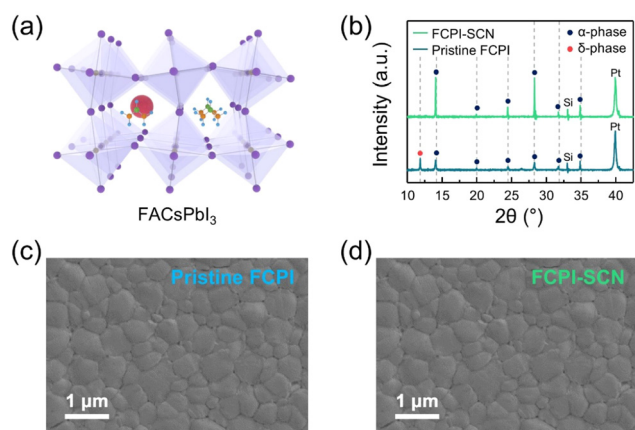 (a)
FACsPbI₃
(b)
FCPI-SCN
Pristine FCPI
α-phase
δ-phase
Pt
Si
Pt
Si
Intensity (a.u.)
10 15 20 25 30 35 40
2θ (°)
(c)
Pristine FCPI
1 μm
(d)
FCPI-SCN
1 μm